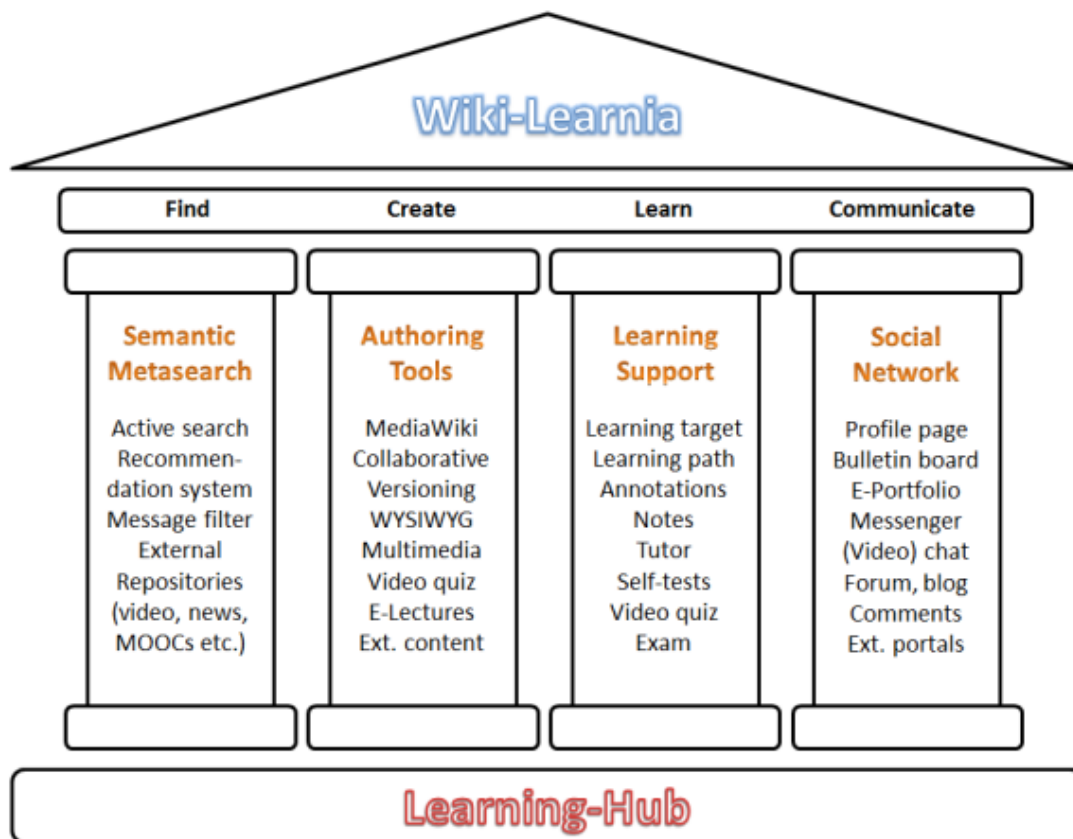 Wiki-Learnia
Find
Create
Learn
Communicate
Semantic
Metasearch
Active search
Recommen-
dation system
Message filter
External
Repositories
(video, news,
MOOCs etc.)
Authoring
Tools
MediaWiki
Collaborative
Versioning
WYSIWYG
Multimedia
Video quiz
E-Lectures
Ext. content
Learning
Support
Learning target
Learning path
Annotations
Notes
Tutor
Self-tests
Video quiz
Exam
Social
Network
Profile page
Bulletin board
E-Portfolio
Messenger
(Video) chat
Forum, blog
Comments
Ext. portals
Learning-Hub